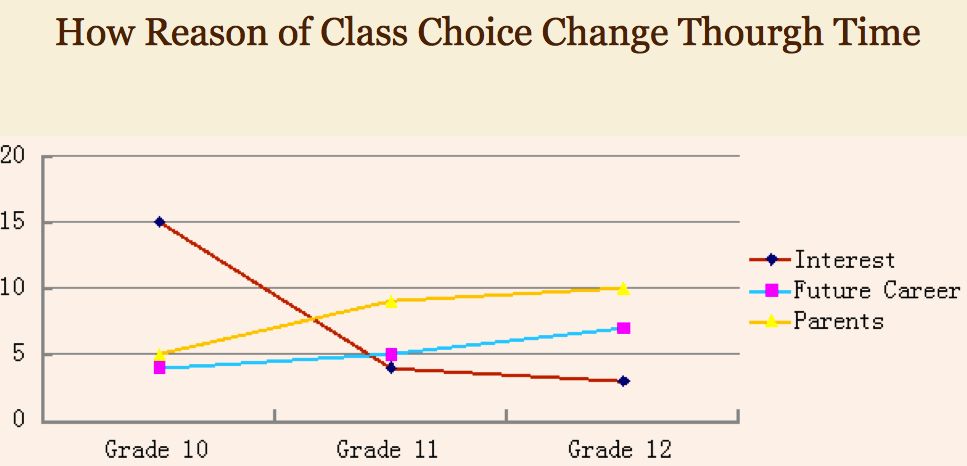 How Reason of Class Choice Change Thourgh Time
20
15
10
5
0
Grade 10 Grade 11 Grade 12
Interest
Future Career
Parents